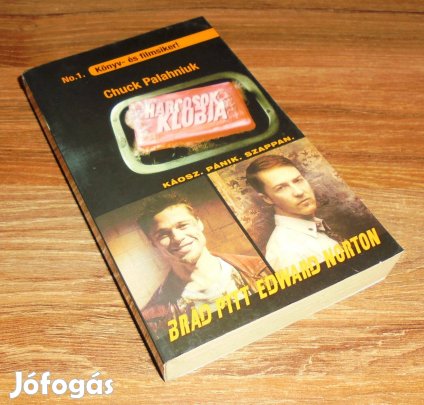 No.1. Könyv- és filmsiker!
Chuck Palahniuk
HARCOSOK
KLUBJA
KÁOSZ. PÁNIK. SZAPPAN.
BRAD PITT EDWARD NORTON
Jófogás